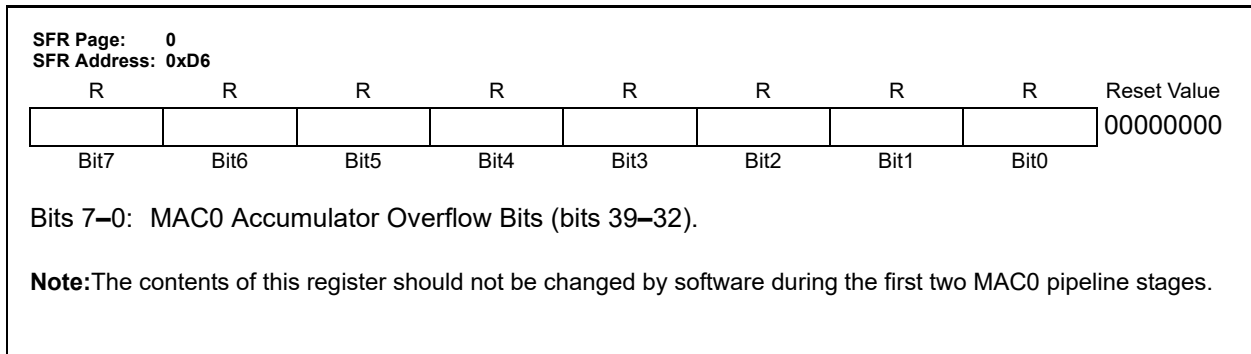 SFR Page: 0
SFR Address: 0xD6
R R R R R R R R Reset Value
00000000
Bit7 Bit6 Bit5 Bit4 Bit3 Bit2 Bit1 Bit0
Bits 7–0: MAC0 Accumulator Overflow Bits (bits 39–32).
Note:The contents of this register should not be changed by software during the first two MAC0 pipeline stages.